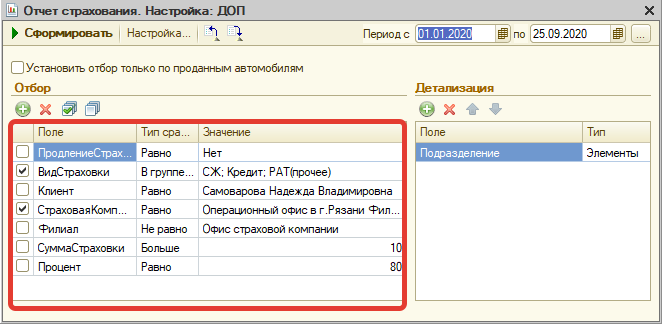 Отчет страхования. Настройка: ДОП
Сформировать Настройка... Период с 01.01.2020 по 25.09.2020 ...
Установить отбор только по проданным автомобилям
Отбор Детализация
Поле Тип сра... Значение Поле Тип
ПродлениеСтрах... Равно Нет Подразделение Элементы
ВидСтраховки В группе... СЖ; Кредит; РАТ(прочее)
Клиент Равно Самоварова Надежда Владимировна
СтраховаяКомп... Равно Операционный офис в г.Рязани Фил...
Филиал Не равно Офис страховой компании
СуммаСтраховки Больше 10
Процент Равно 80